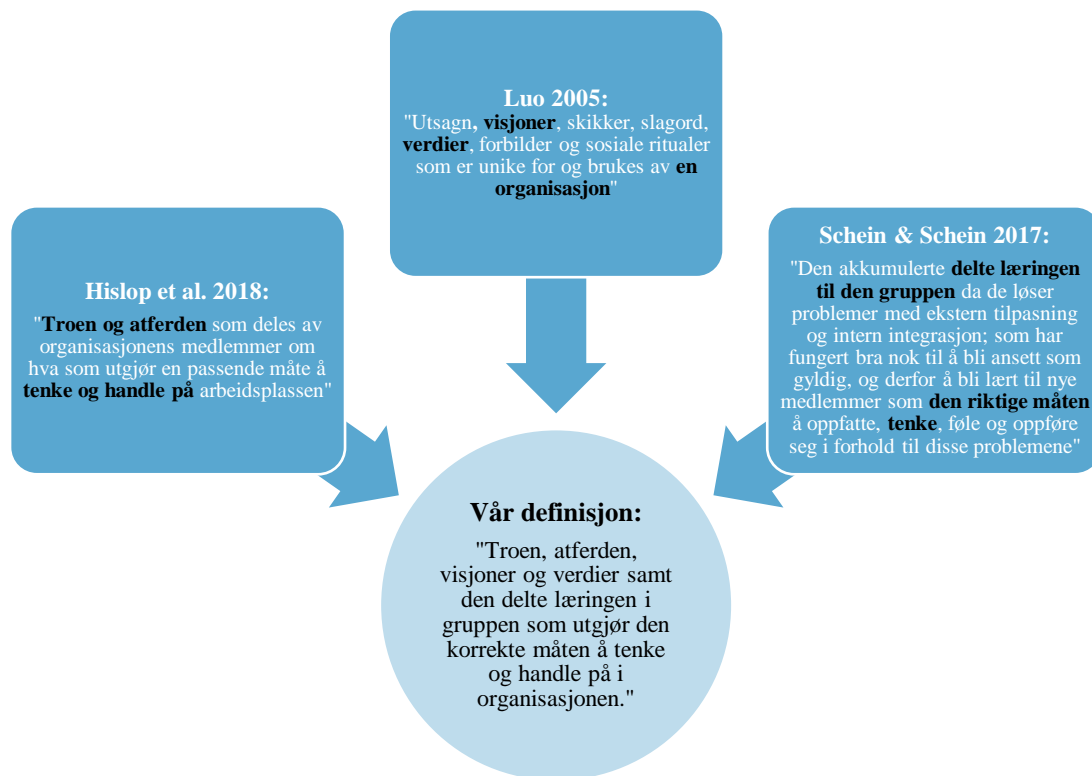 Luo 2005:
"Utsagn, visjoner, skikker, slagord,
verdier, forbilder og sosiale ritualer
som er unike for og brukes av en
organisasjon"
Hislop et al. 2018:
"Troen og atferden som deles av
organisasjonens medlemmer om
hva som utgjør en passende måte å
tenke og handle på arbeidsplassen"
Schein & Schein 2017:
"Den akkumulerte delte læringen
til den gruppen da de løser
problemer med ekstern tilpasning
og intern integrasjon; som har
fungert bra nok til å bli ansett som
gyldig, og derfor å bli lært til nye
medlemmer som den riktige måten
å oppfatte, tenke, føle og oppføre
seg i forhold til disse problemene"
Vår definisjon:
"Troen, atferden,
visjoner og verdier samt
den delte læringen i
gruppen som utgjør den
korrekte måten å tenke
og handle på i
organisasjonen."